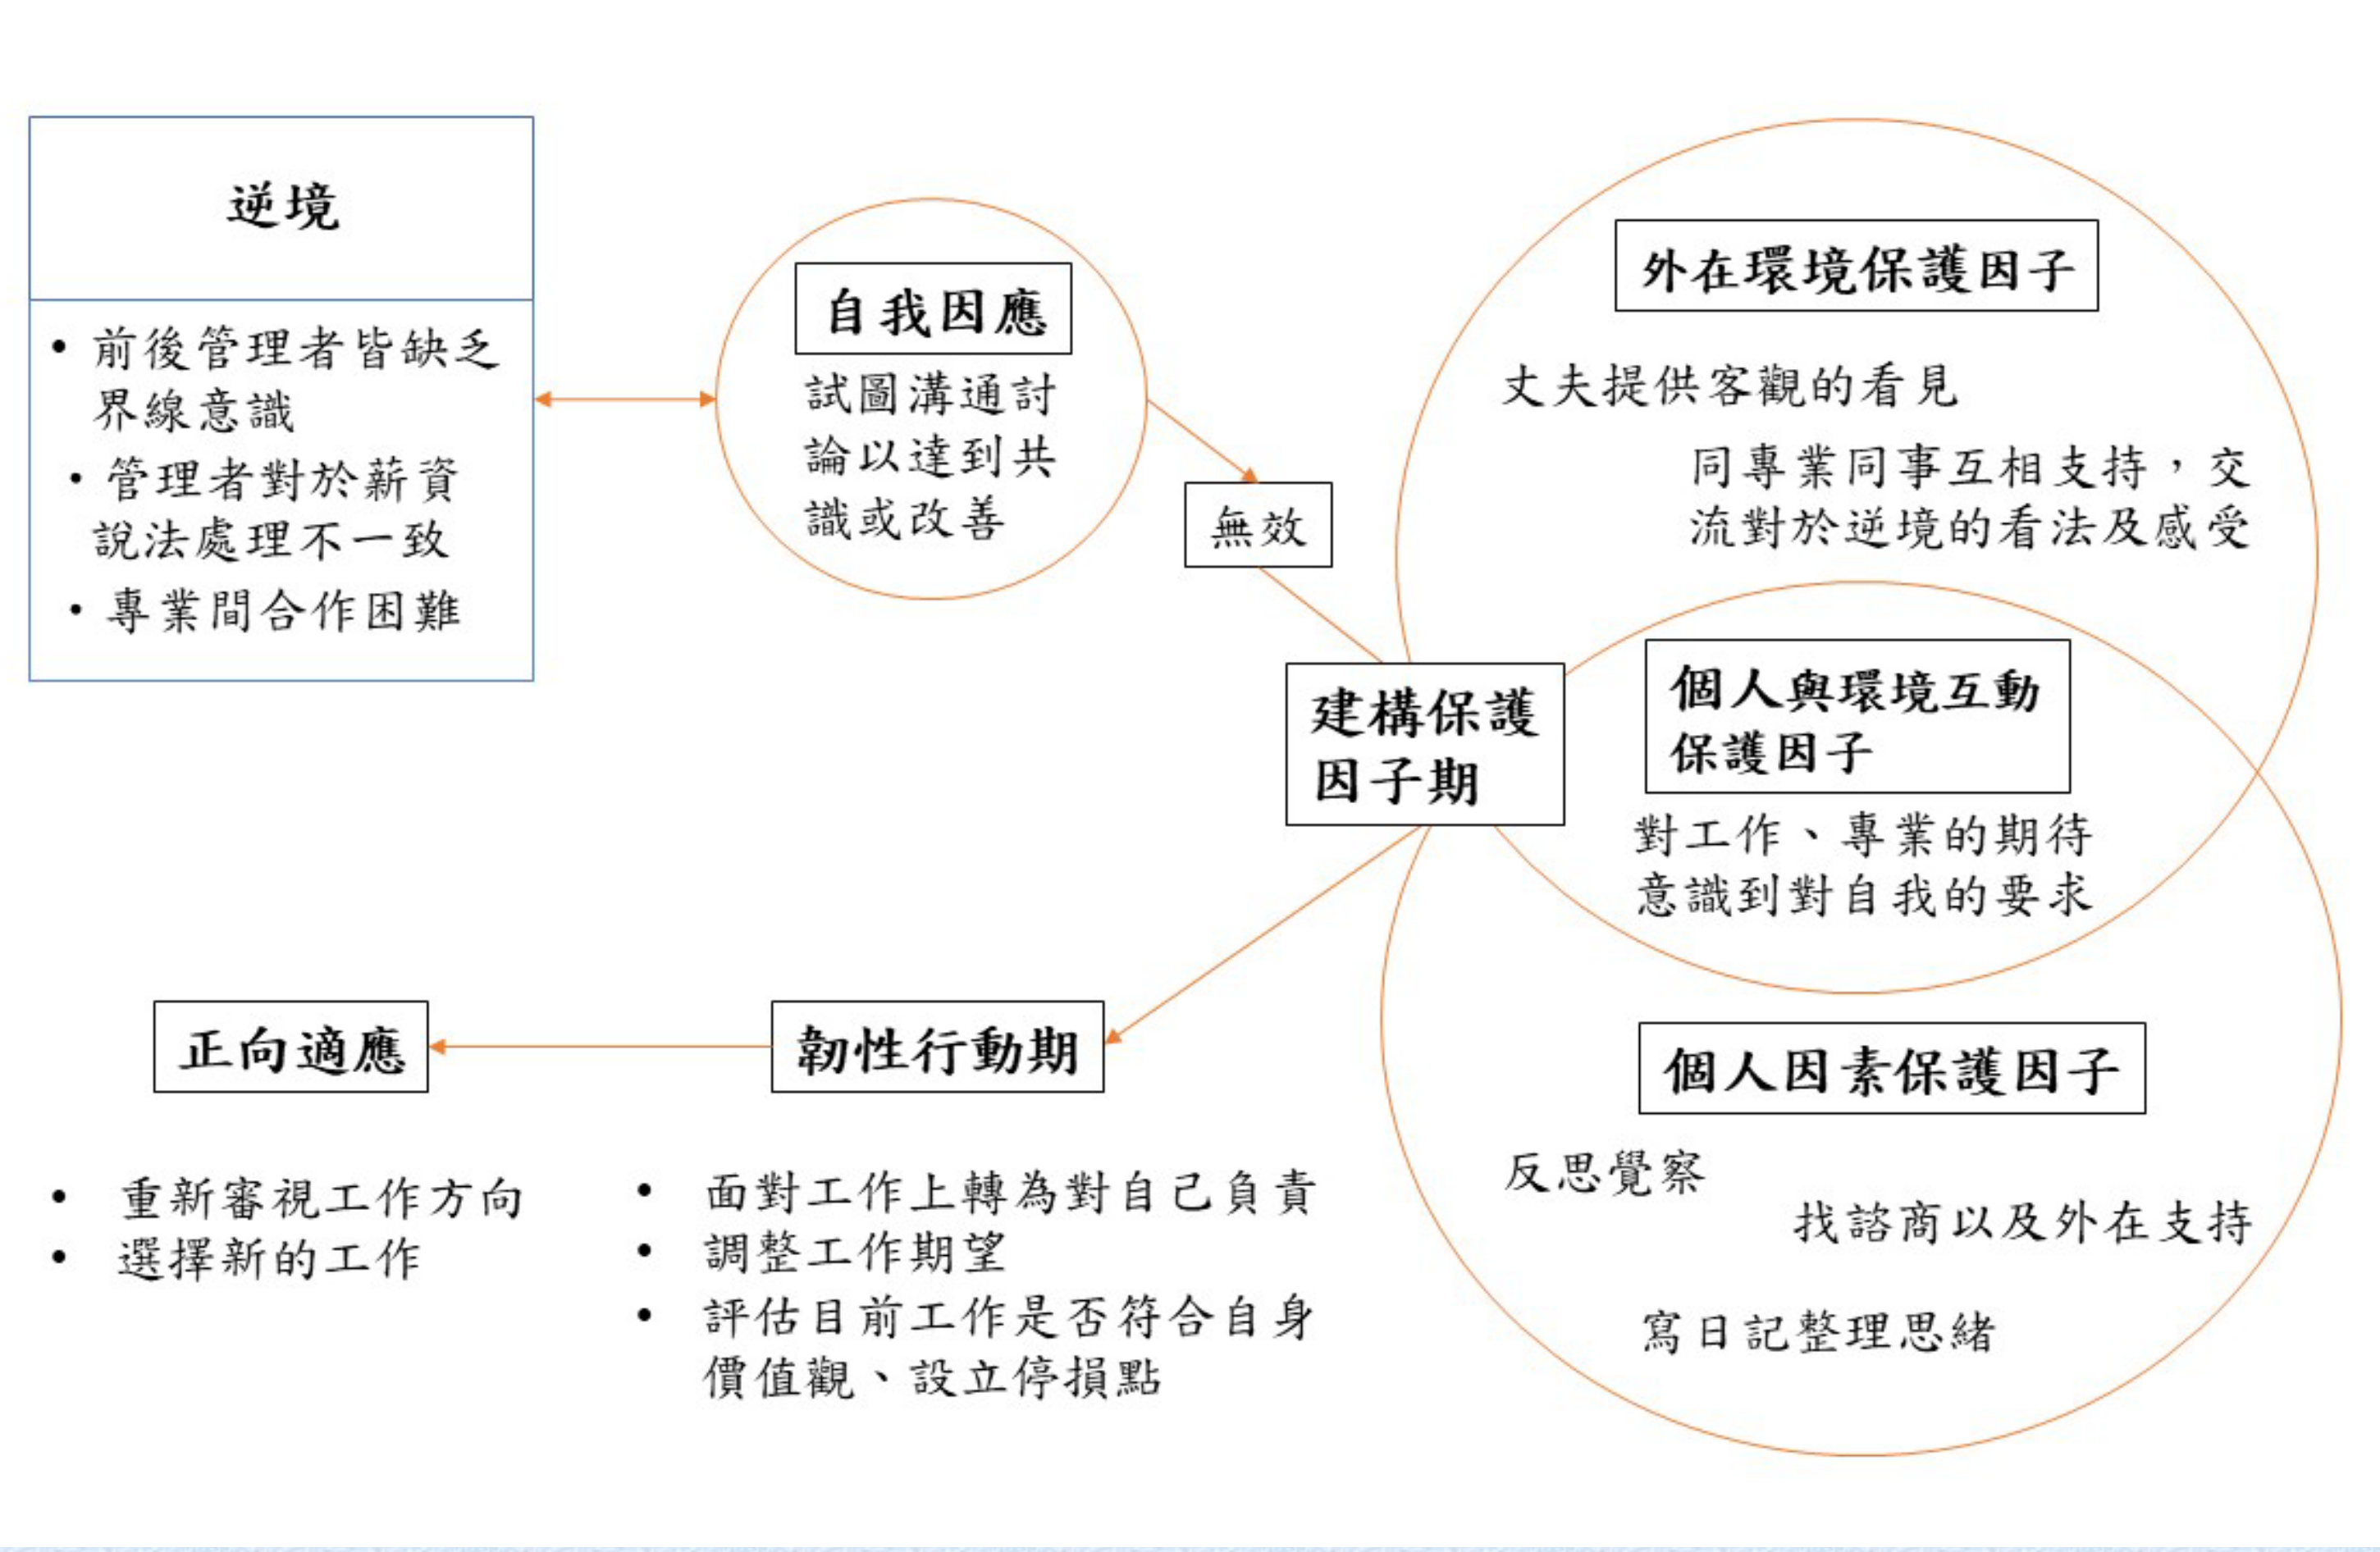 逆境
• 前後管理者皆缺乏
界線意識
• 管理者對於薪資
說法處理不一致
• 專業間合作困難
自我因應
試圖溝通討
論以達到共
識或改善
無效
建構保護
因子期
外在環境保護因子
丈夫提供客觀的看見
同專業同事互相支持，交
流對於逆境的看法及感受
個人與環境互動
保護因子
對工作、專業的期待
意識到對自我的要求
個人因素保護因子
反思覺察
找諮商以及外在支持
寫日記整理思緒
韌性行動期
• 面對工作上轉為對自己負責
• 調整工作期望
• 評估目前工作是否符合自身
價值觀、設立停損點
正向適應
• 重新審視工作方向
• 選擇新的工作